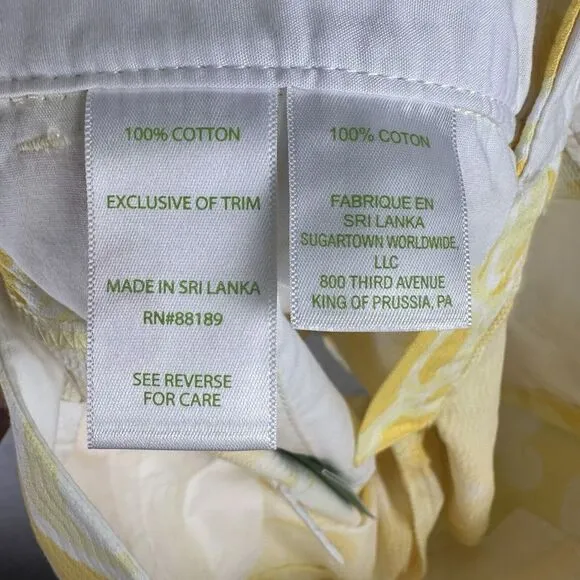 100% COTTON
EXCLUSIVE OF TRIM
MADE IN SRI LANKA
RN#88189
SEE REVERSE
FOR CARE
100% COTON
FABRIQUE EN
SRI LANKA
SUGARTOWN WORLDWIDE,
LLC
800 THIRD AVENUE
KING OF PRUSSIA, PA